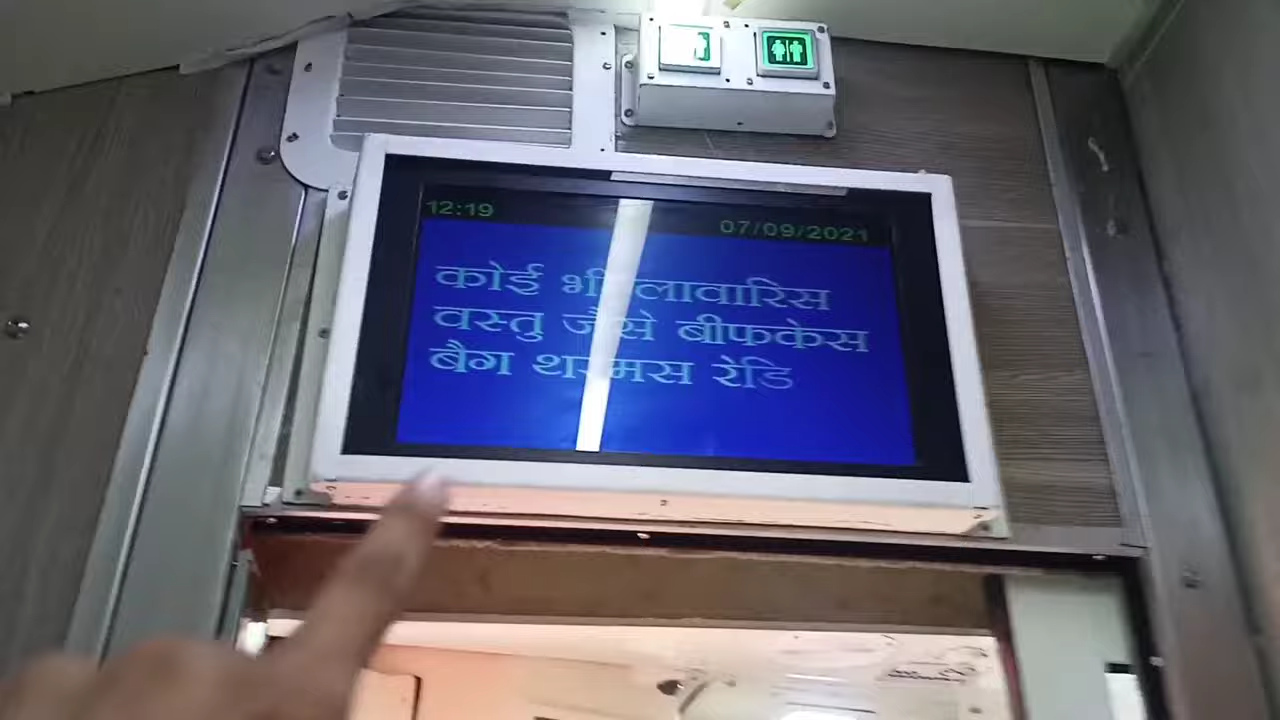 12:19
07/09/2021
कोई भी लावारिस
वस्तु जैसे बीफकेस
बैग थरमस रेडि